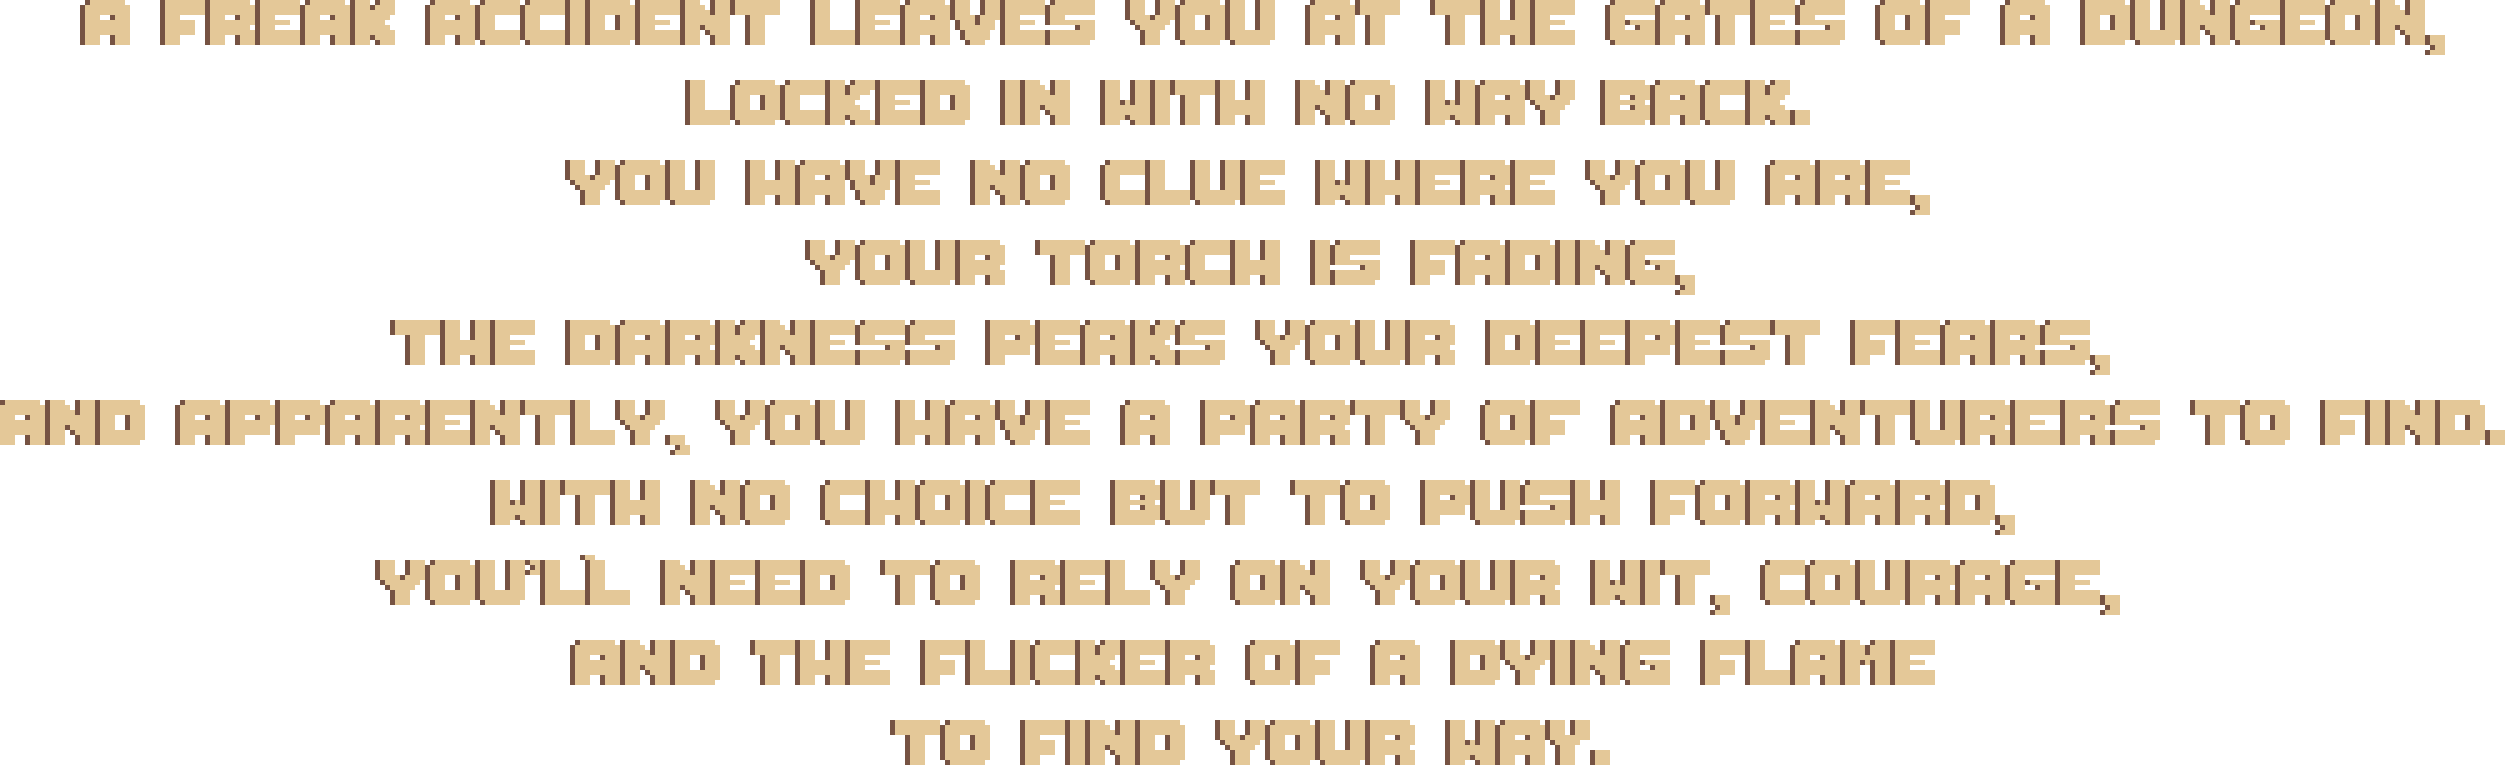 A FREAK ACCIDENT LEAVES YOU AT THE GATES OF A DUNGEON,
LOCKED IN WITH NO WAY BACK.
YOU HAVE NO CLUE WHERE YOU ARE,
YOUR TORCH IS FADING,
THE DARKNESS PEAKS YOUR DEEPEST FEARS,
AND APPARENTLY, YOU HAVE A PARTY OF ADVENTURERS TO FIND.
WITH NO CHOICE BUT TO PUSH FORWARD,
YOU'LL NEED TO RELY ON YOUR WIT, COURAGE,
AND THE FLICKER OF A DYING FLAME
TO FIND YOUR WAY.